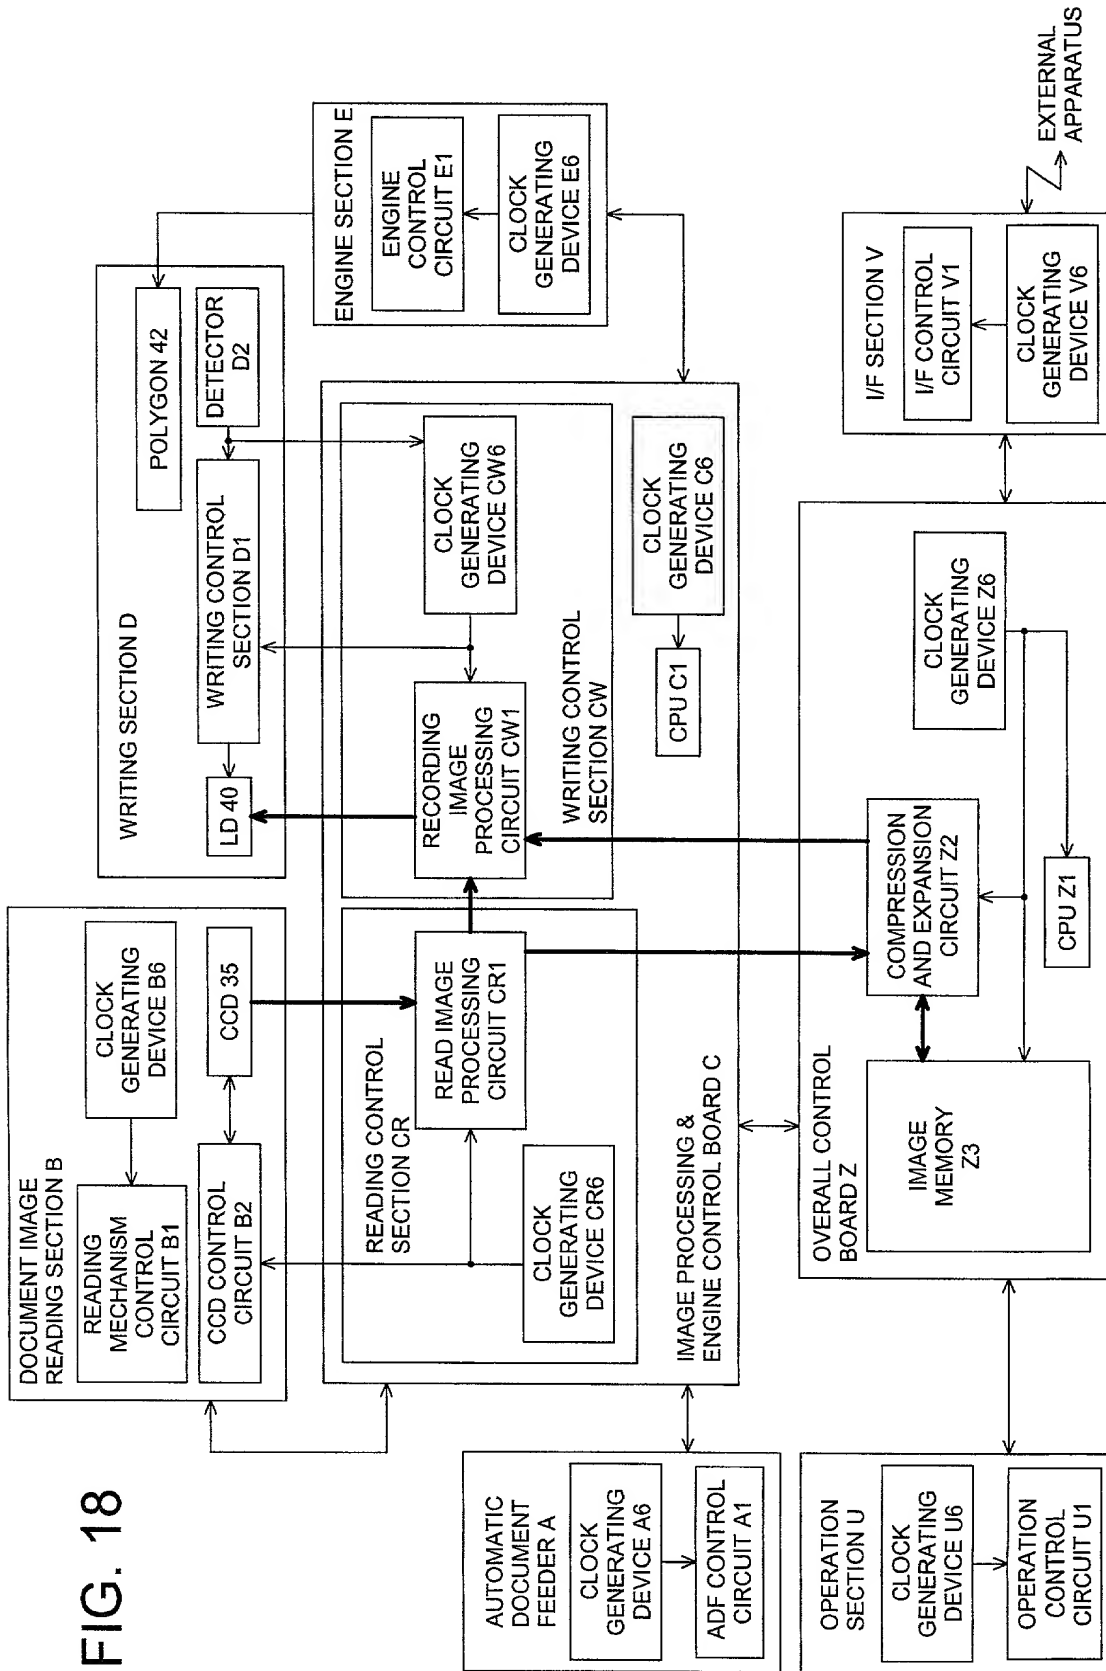 FIG. 18
DOCUMENT IMAGE
READING SECTION B
READING
MECHANISM
CONTROL
CIRCUIT B1
CLOCK
GENERATING
DEVICE B6
CCD CONTROL
CIRCUIT B2
CCD 35
WRITING SECTION D
POLYGON 42
LD 40
WRITING CONTROL
SECTION D1
DETECTOR
D2
ENGINE SECTION E
ENGINE
CONTROL
CIRCUIT E1
CLOCK
GENERATING
DEVICE E6
READING CONTROL
SECTION CR
READ IMAGE
PROCESSING
CIRCUIT CR1
CLOCK
GENERATING
DEVICE CR6
RECORDING
IMAGE
PROCESSING
CIRCUIT CW1
CLOCK
GENERATING
DEVICE CW6
WRITING CONTROL
SECTION CW
CPU C1
CLOCK
GENERATING
DEVICE C6
IMAGE PROCESSING &
ENGINE CONTROL BOARD C
AUTOMATIC
DOCUMENT
FEEDER A
CLOCK
GENERATING
DEVICE A6
ADF CONTROL
CIRCUIT A1
OPERATION
SECTION U
CLOCK
GENERATING
DEVICE U6
OPERATION
CONTROL
CIRCUIT U1
OVERALL CONTROL
BOARD Z
IMAGE
MEMORY
Z3
COMPRESSION
AND EXPANSION
CIRCUIT Z2
CLOCK
GENERATING
DEVICE Z6
CPU Z1
I/F SECTION V
I/F CONTROL
CIRCUIT V1
CLOCK
GENERATING
DEVICE V6
EXTERNAL
APPARATUS